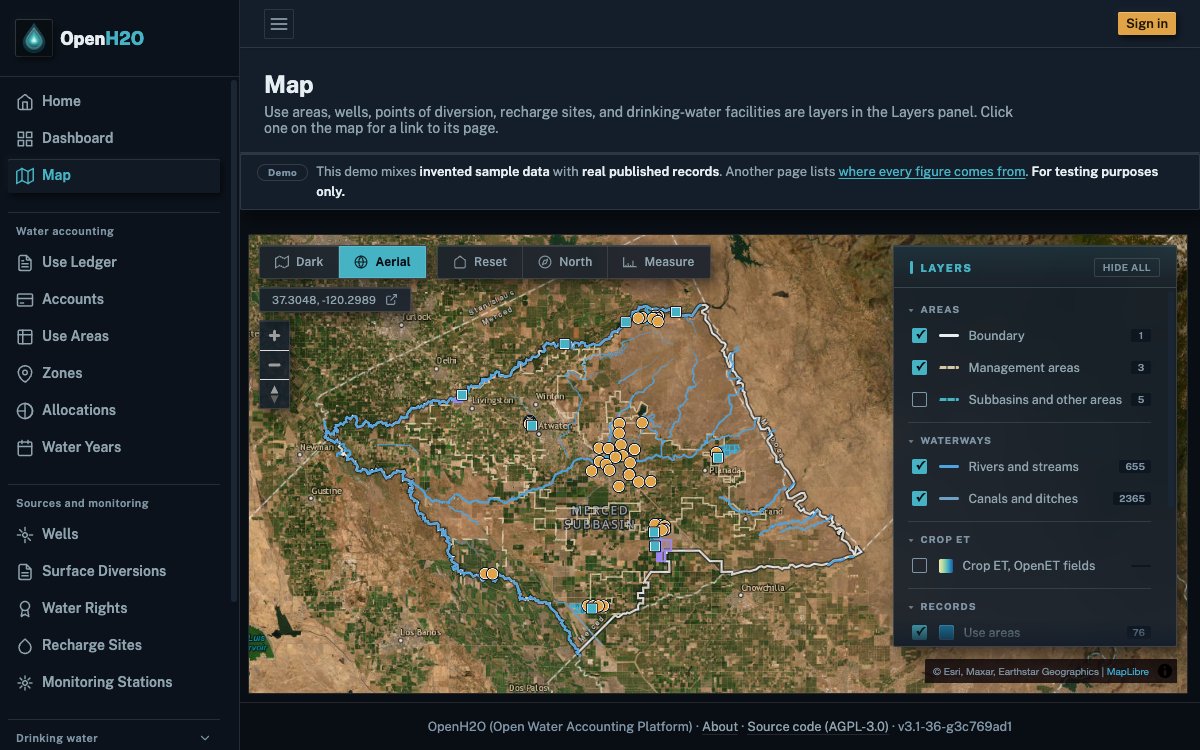 OpenH2O
Sign in
Home
Dashboard
Map
Water accounting
Use Ledger
Accounts
Use Areas
Zones
Allocations
Water Years
Sources and monitoring
Wells
Surface Diversions
Water Rights
Recharge Sites
Monitoring Stations
Drinking water
Map
Use areas, wells, points of diversion, recharge sites, and drinking-water facilities are layers in the Layers panel. Click
one on the map for a link to its page.
Demo
This demo mixes invented sample data with real published records. Another page lists where every figure comes from. For testing purposes
only.
Dark
Aerial
Reset
North
Measure
37.3048, -120.2989
Stanislaus
Merced
Turlock
Delhi
Livingston
Winton
Atwater
Newman
Gustine
Planada
MERCED
SUBBASIN
Le Grand
Chowchilla
Los Banos
Merced
Dos Palos
LAYERS
HIDE ALL
AREAS
Boundary 1
Management areas 3
Subbasins and other areas 5
WATERWAYS
Rivers and streams 655
Canals and ditches 2365
CROP ET
Crop ET, OpenET fields
RECORDS
Use areas 76
© Esri, Maxar, Earthstar Geographics | MapLibre
OpenH2O (Open Water Accounting Platform) · About · Source code (AGPL-3.0) · v3.1-36-g3c769ad1